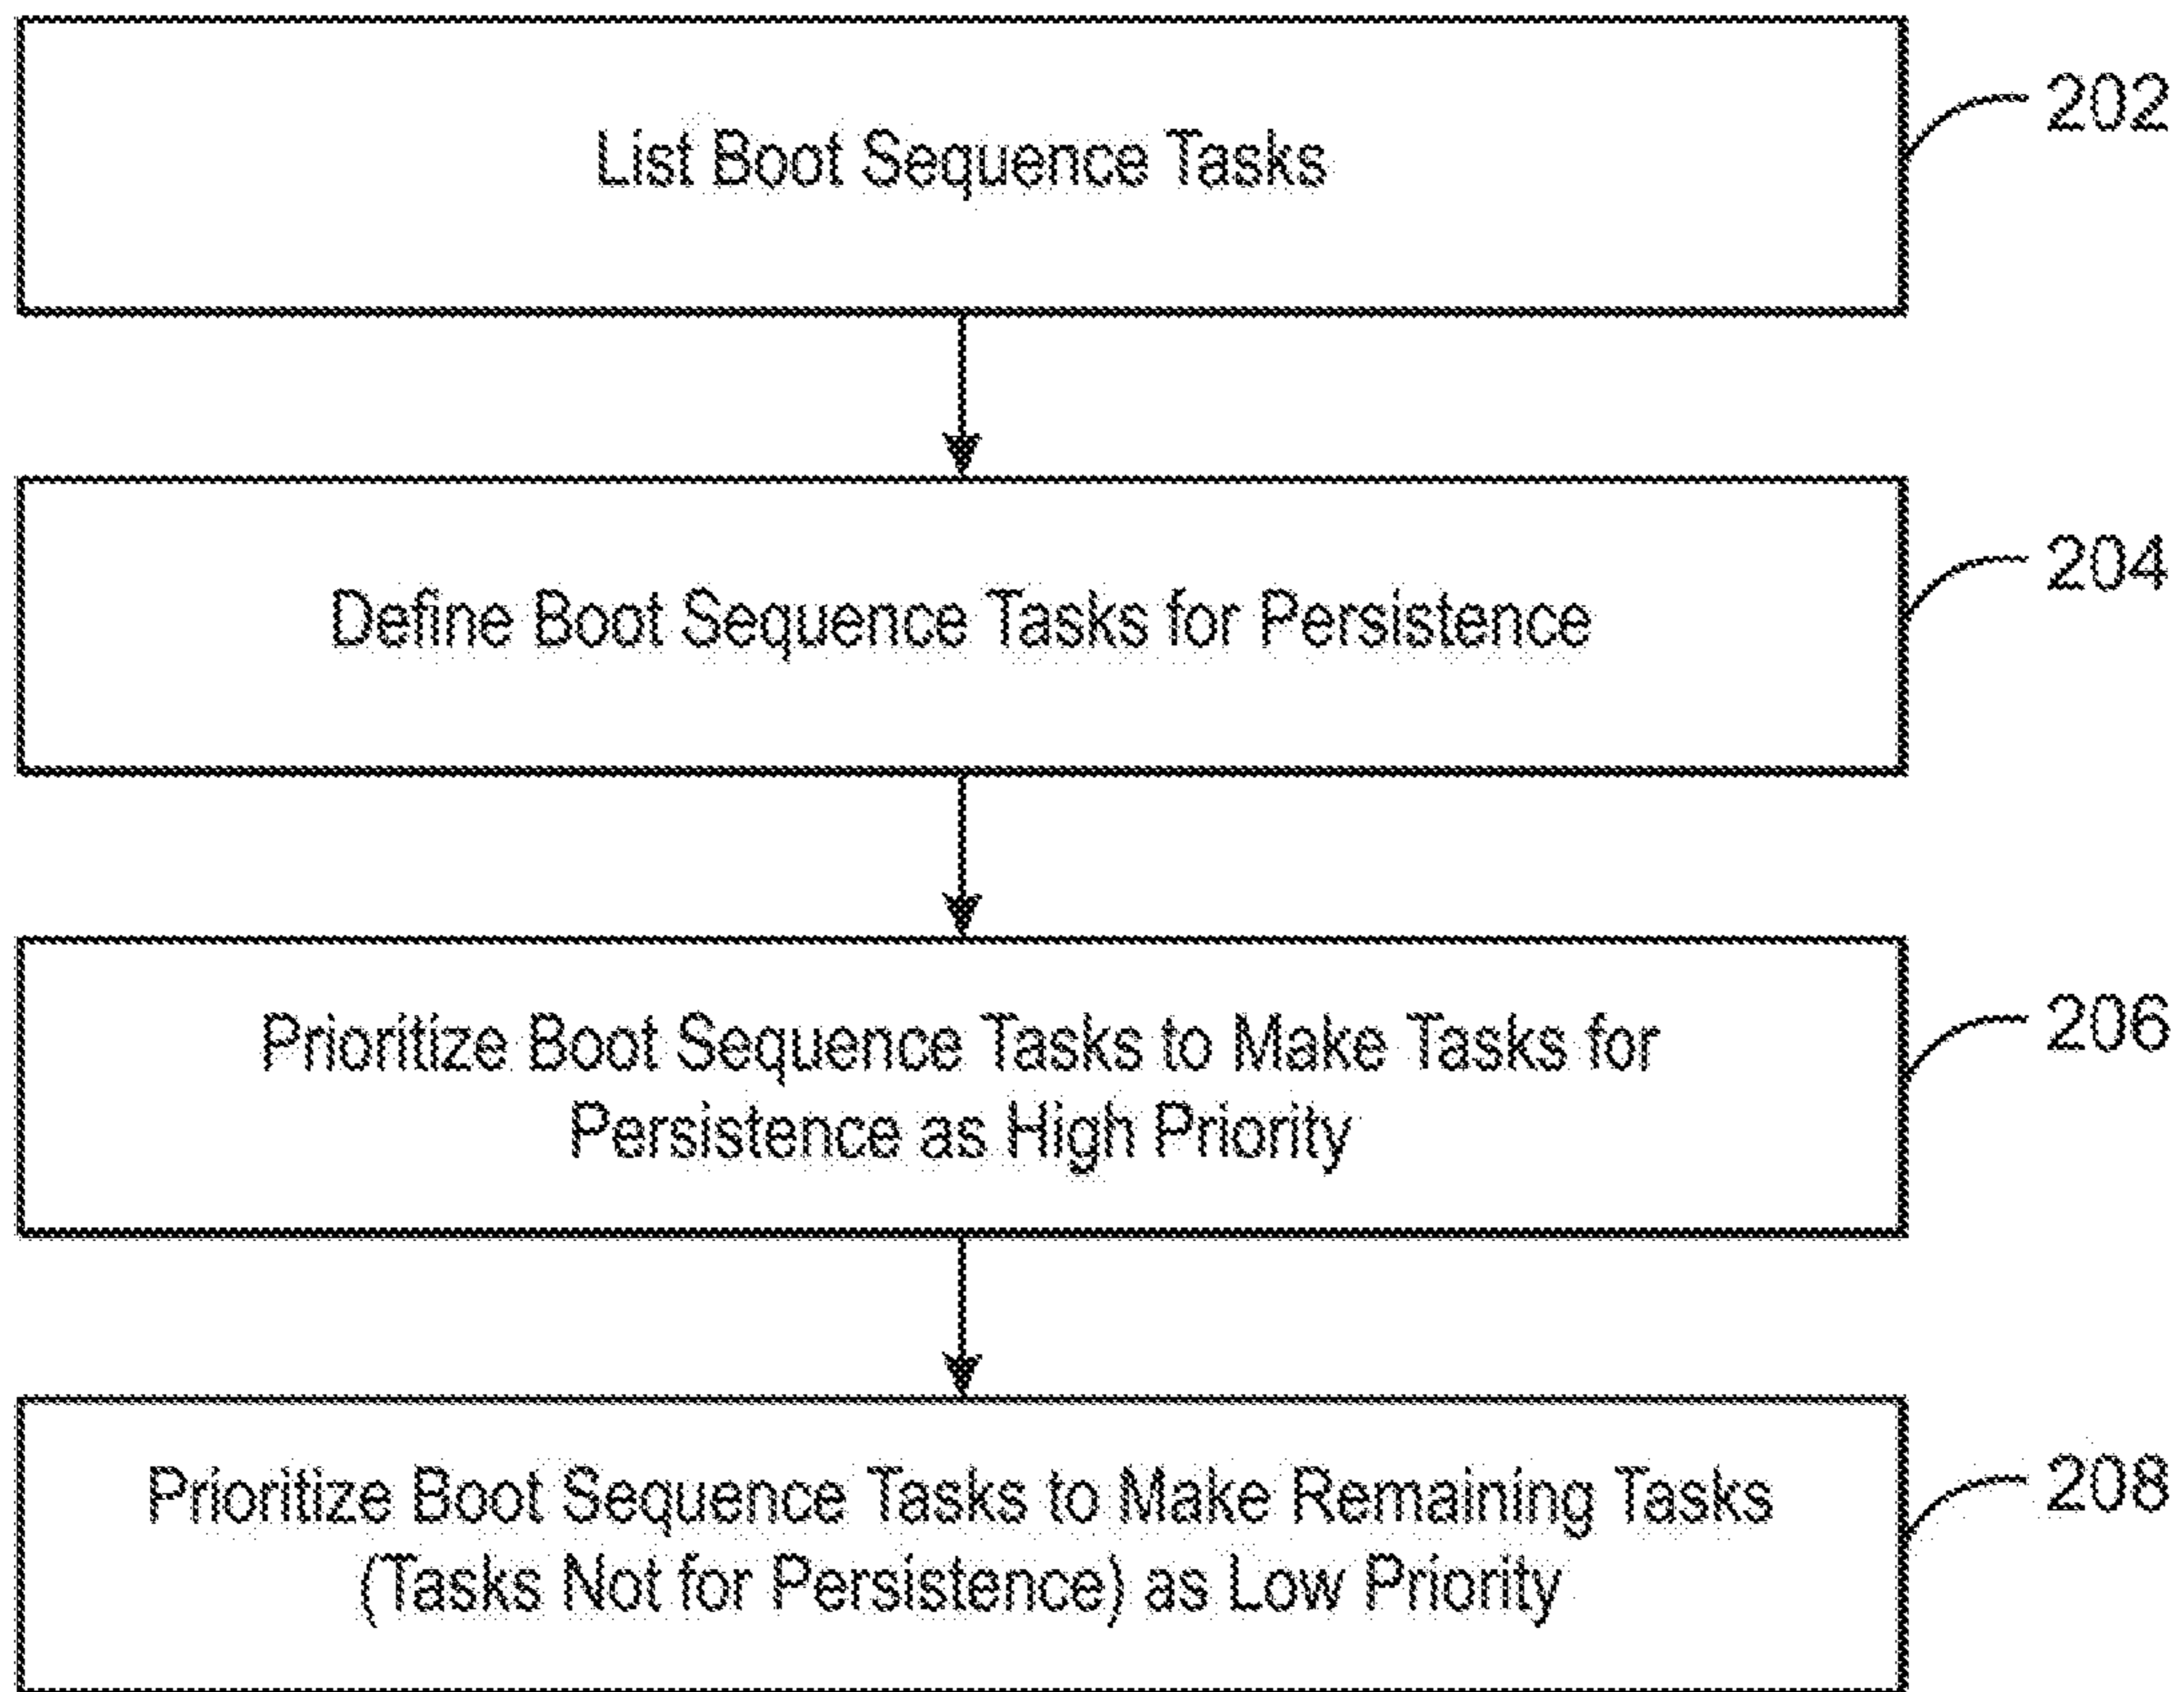 List Boot Sequence Tasks
202
Define Boot Sequence Tasks for Persistence
204
Prioritize Boot Sequence Tasks to Make Tasks for
Persistence as High Priority
206
Prioritize Boot Sequence Tasks to Make Remaining Tasks
(Tasks Not for Persistence) as Low Priority
208